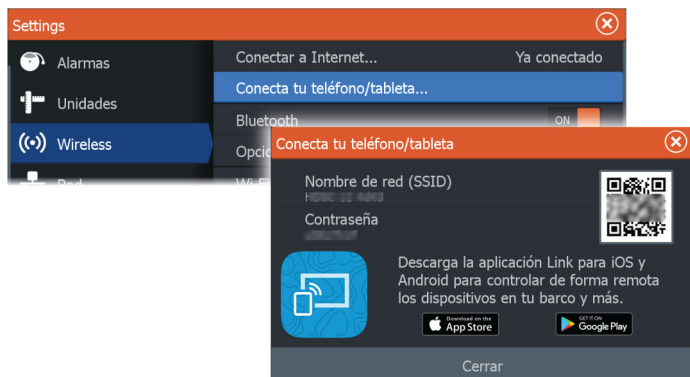 Settings
Alarmas
Unidades
Wireless
Red
Conectar a Internet... Ya conectado
Conecta tu teléfono/tableta...
Bluetooth ON
Conecta tu teléfono/tableta
Nombre de red (SSID)
Contraseña
Descarga la aplicación Link para iOS y
Android para controlar de forma remota
los dispositivos en tu barco y más.
Download on the
App Store
GET IT ON
Google Play
Cerrar